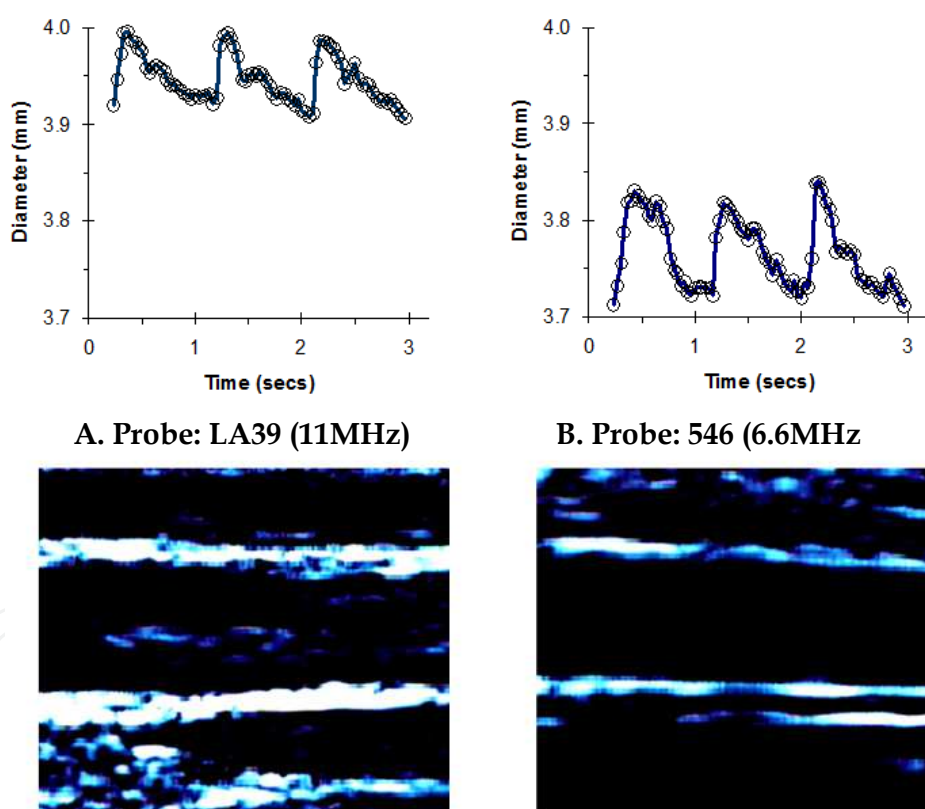 4.0
3.9
3.8
3.7
Diameter (mm)
0 1 2 3
Time (secs)
4.0
3.9
3.8
3.7
Diameter (mm)
0 1 2 3
Time (secs)
A. Probe: LA39 (11MHz)
B. Probe: 546 (6.6MHz